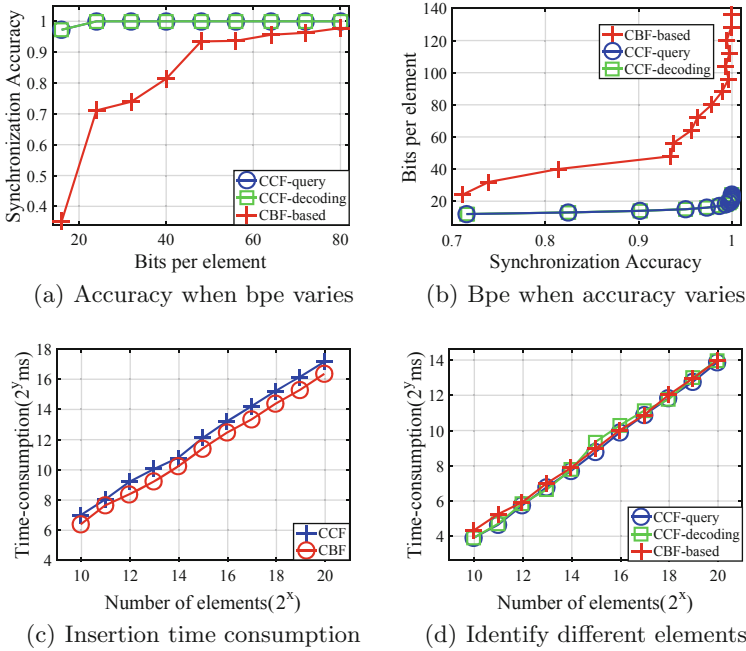 1
0.9
0.8
0.7
0.6
0.5
0.4
Synchronization Accuracy
CCF-query
CCF-decoding
CBF-based
20 40 60 80
Bits per element
(a) Accuracy when bpe varies
140
120
100
80
60
40
20
Bits per element
CBF-based
CCF-query
CCF-decoding
0.7 0.8 0.9 1
Synchronization Accuracy
(b) Bpe when accuracy varies
18
16
14
12
10
8
6
4
Time-consumption(2^y ms)
CCF
CBF
10 12 14 16 18 20
Number of elements(2^x)
(c) Insertion time consumption
14
12
10
8
6
4
Time-consumption(2^y ms)
CCF-query
CCF-decoding
CBF-based
10 11 12 13 14 15 16 17 18 19 20
Number of elements(2^x)
(d) Identify different elements